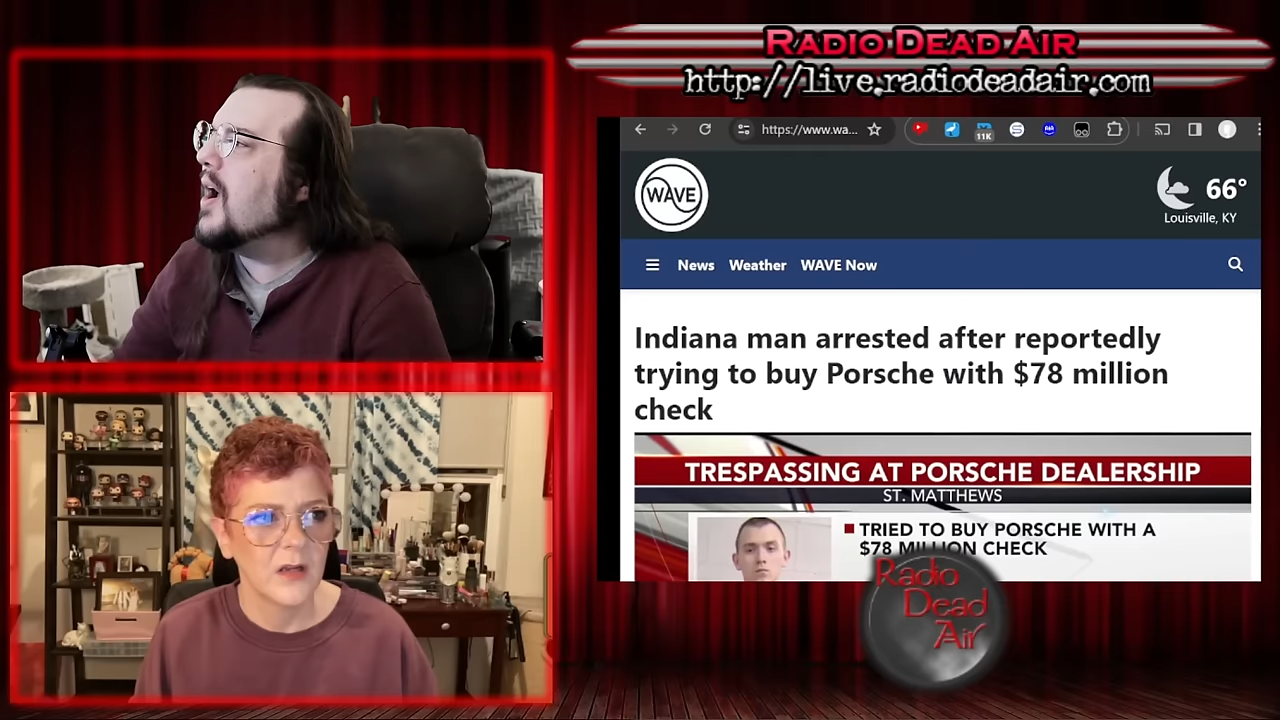 RADIO DEAD AIR
http://live.radiodeadair.com
https://www.wa...
11K
WAVE
66°
Louisville, KY
News Weather WAVE Now
Indiana man arrested after reportedly
trying to buy Porsche with $78 million
check
TRESPASSING AT PORSCHE DEALERSHIP
ST. MATTHEWS
TRIED TO BUY PORSCHE WITH A
$78 MILLION CHECK
Radio
Dead
Air